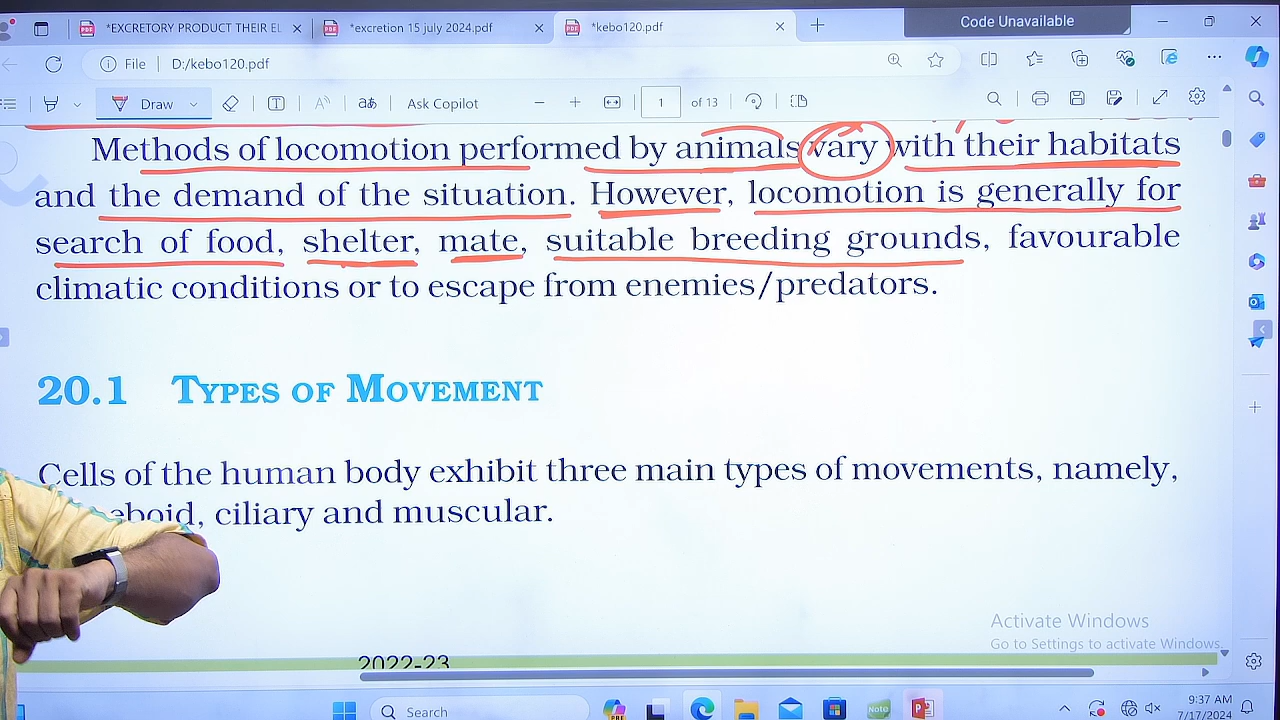 *EXCRETORY PRODUCT THEIR EL
*excretion 15 july 2024.pdf
*kebo120.pdf
Code Unavailable
File
D:/kebo120.pdf
Draw
Ask Copilot
1
of 13
Methods of locomotion performed by animals vary with their habitats
and the demand of the situation. However, locomotion is generally for
search of food, shelter, mate, suitable breeding grounds, favourable
climatic conditions or to escape from enemies/predators.
20.1 TYPES OF MOVEMENT
Cells of the human body exhibit three main types of movements, namely,
eboid, ciliary and muscular.
Activate Windows
Go to Settings to activate Windows.
2022-23
Search
9:37 AM
7/17/2024